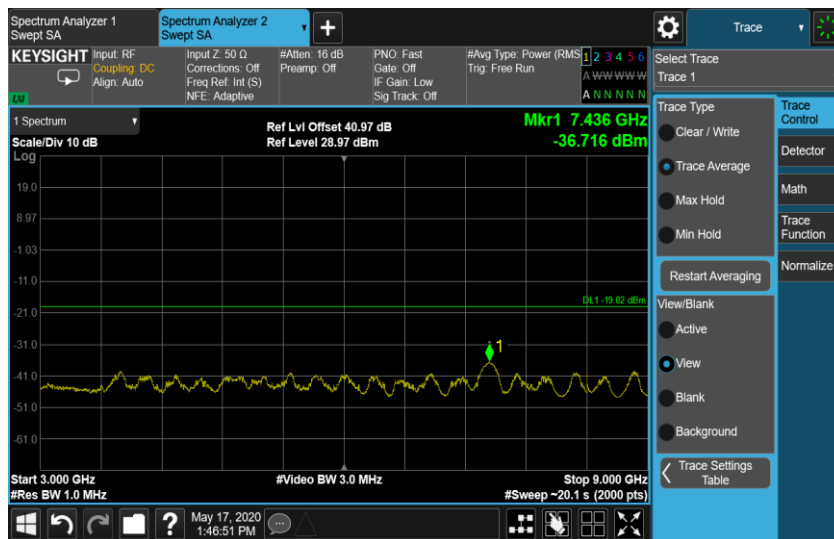 Spectrum Analyzer 1
Swept SA
Spectrum Analyzer 2
Swept SA
Trace
KEYSIGHT
Input: RF
Coupling: DC
Align: Auto
Input Z: 50 Ω
Corrections: Off
Freq Ref: Int (S)
NFE: Adaptive
#Atten: 16 dB
Preamp: Off
PNO: Fast
Gate: Off
IF Gain: Low
Sig Track: Off
#Avg Type: Power (RMS
Trig: Free Run
1 2 3 4 5 6
A W W W W W
A N N N N N
LXI
Select Trace
Trace 1
1 Spectrum
Scale/Div 10 dB
Log
Ref Lvl Offset 40.97 dB
Ref Level 28.97 dBm
Mkr1 7.436 GHz
-36.716 dBm
19.0
8.97
-1.03
-11.0
-21.0
-31.0
-41.0
-51.0
-61.0
DL1 -19.02 dBm
1
Start 3.000 GHz
#Res BW 1.0 MHz
#Video BW 3.0 MHz
Stop 9.000 GHz
#Sweep ~20.1 s (2000 pts)
Trace Type
Clear / Write
Trace Average
Max Hold
Min Hold
Restart Averaging
View/Blank
Active
View
Blank
Background
Trace Settings
Table
Trace
Control
Detector
Math
Trace
Function
Normalize
?
May 17, 2020
1:46:51 PM